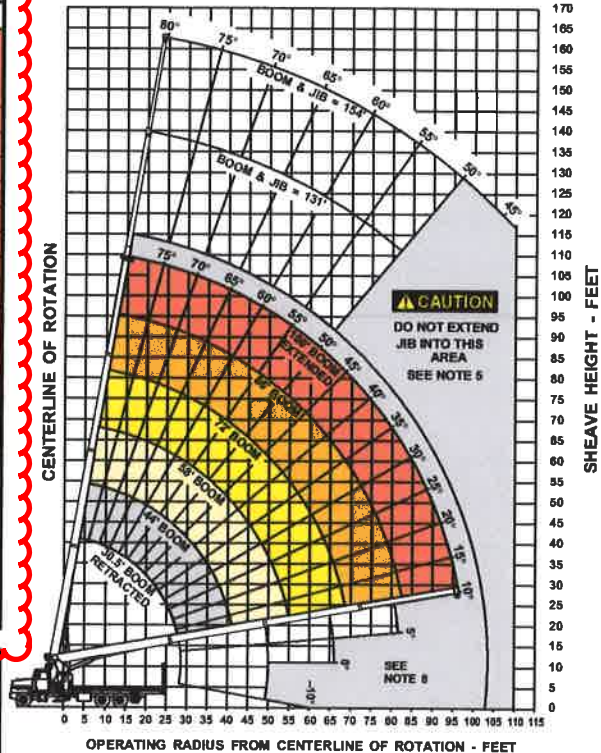 170
165
160
155
150
145
140
135
130
125
120
115
110
105
100
95
90
85
80
75
70
65
60
55
50
45
40
35
30
25
20
15
10
5
0
80°
75°
70°
65°
60°
55°
50°
45°
BOOM & JIB = 154'
BOOM & JIB = 131'
75°
70°
65°
60°
55°
50°
45°
40°
35°
30°
25°
20°
15°
10°
CAUTION
DO NOT EXTEND
JIB INTO THIS
AREA
SEE NOTE 5
BOOM
EXTENDED
BOOM
72' BOOM
58' BOOM
44' BOOM
30.5' BOOM
RETRACTED
SEE
NOTE 8
CENTERLINE OF ROTATION
SHEAVE HEIGHT - FEET
0 5 10 15 20 25 30 35 40 45 50 55 60 65 70 75 80 85 90 95 100 105 110 115
OPERATING RADIUS FROM CENTERLINE OF ROTATION - FEET